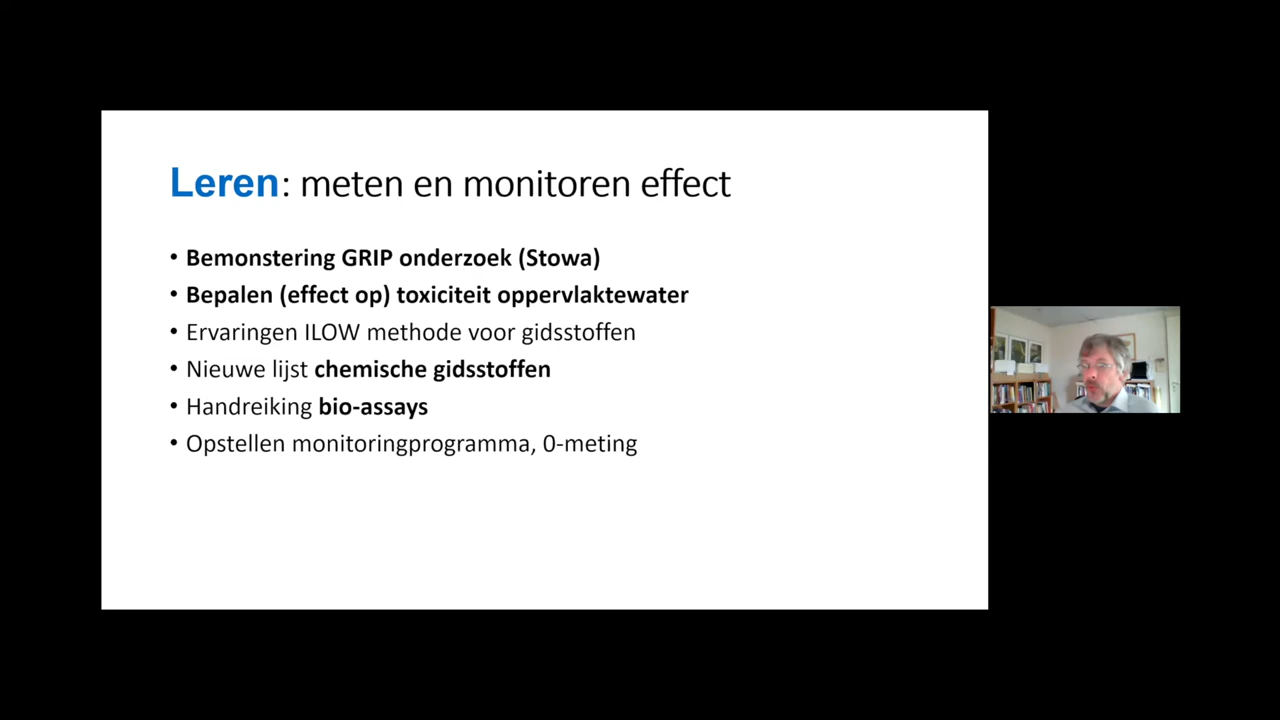 Leren: meten en monitoren effect
• Bemonstering GRIP onderzoek (Stowa)
• Bepalen (effect op) toxiciteit oppervlaktewater
• Ervaringen ILOW methode voor gidsstoffen
• Nieuwe lijst chemische gidsstoffen
• Handreiking bio-assays
• Opstellen monitoringprogramma, 0-meting